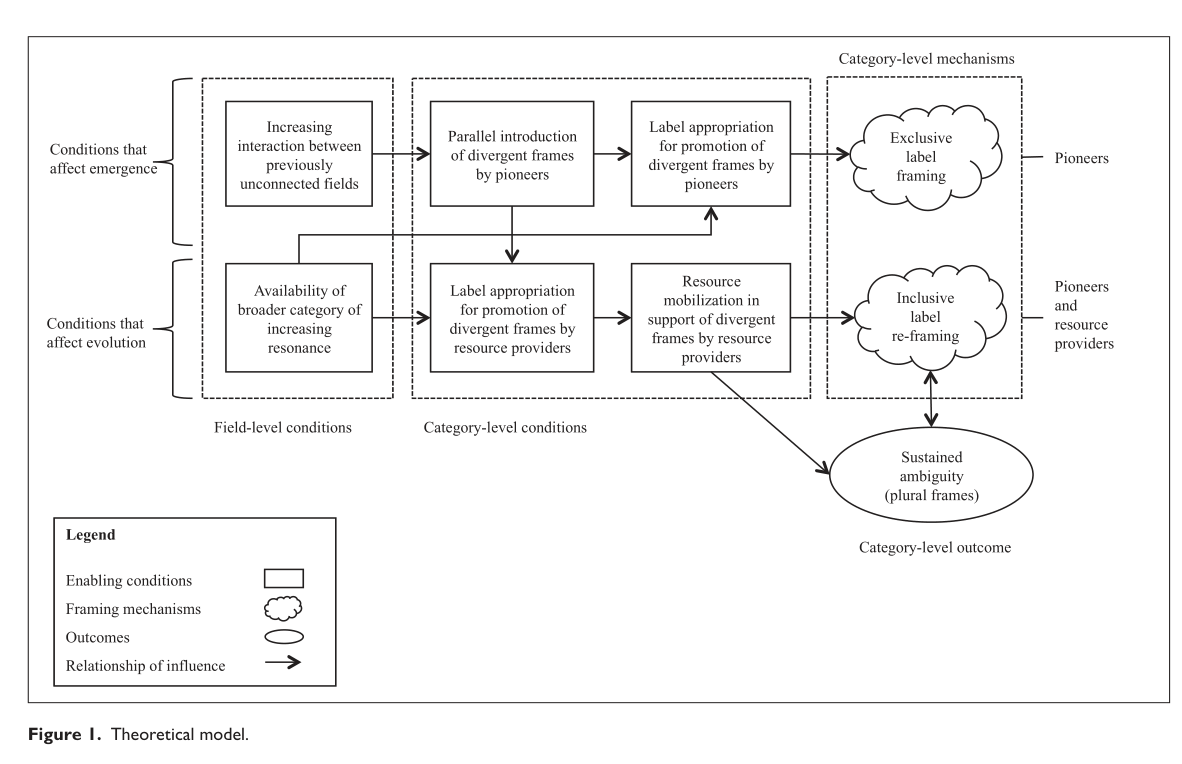 Category-level mechanisms
Conditions that
affect emergence
Increasing
interaction between
previously
unconnected fields
Parallel introduction
of divergent frames
by pioneers
Label appropriation
for promotion of
divergent frames by
pioneers
Exclusive
label
framing
Pioneers
Conditions that
affect evolution
Availability of
broader category of
increasing
resonance
Label appropriation
for promotion of
divergent frames by
resource providers
Resource
mobilization in
support of divergent
frames by resource
providers
Inclusive
label
re-framing
Pioneers
and
resource
providers
Field-level conditions
Category-level conditions
Sustained
ambiguity
(plural frames)
Category-level outcome
Legend
Enabling conditions
Framing mechanisms
Outcomes
Relationship of influence
Figure 1. Theoretical model.